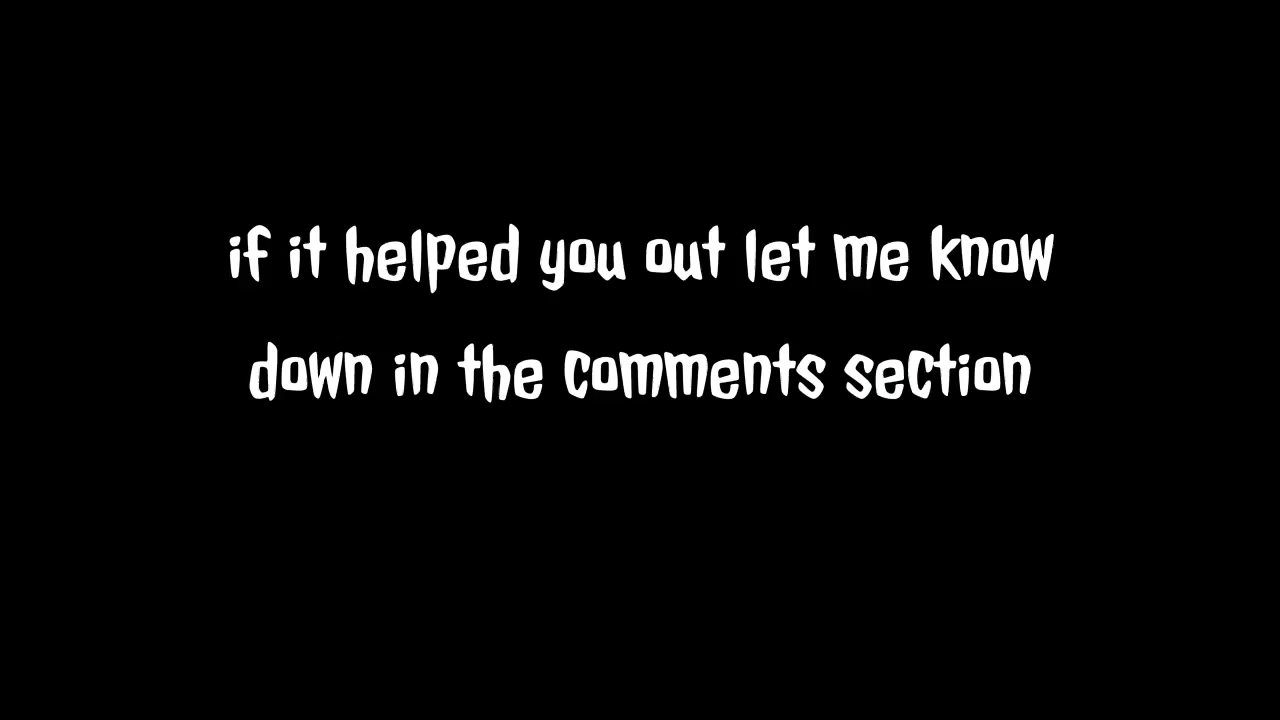 if it helped you out let me know
down in the comments section